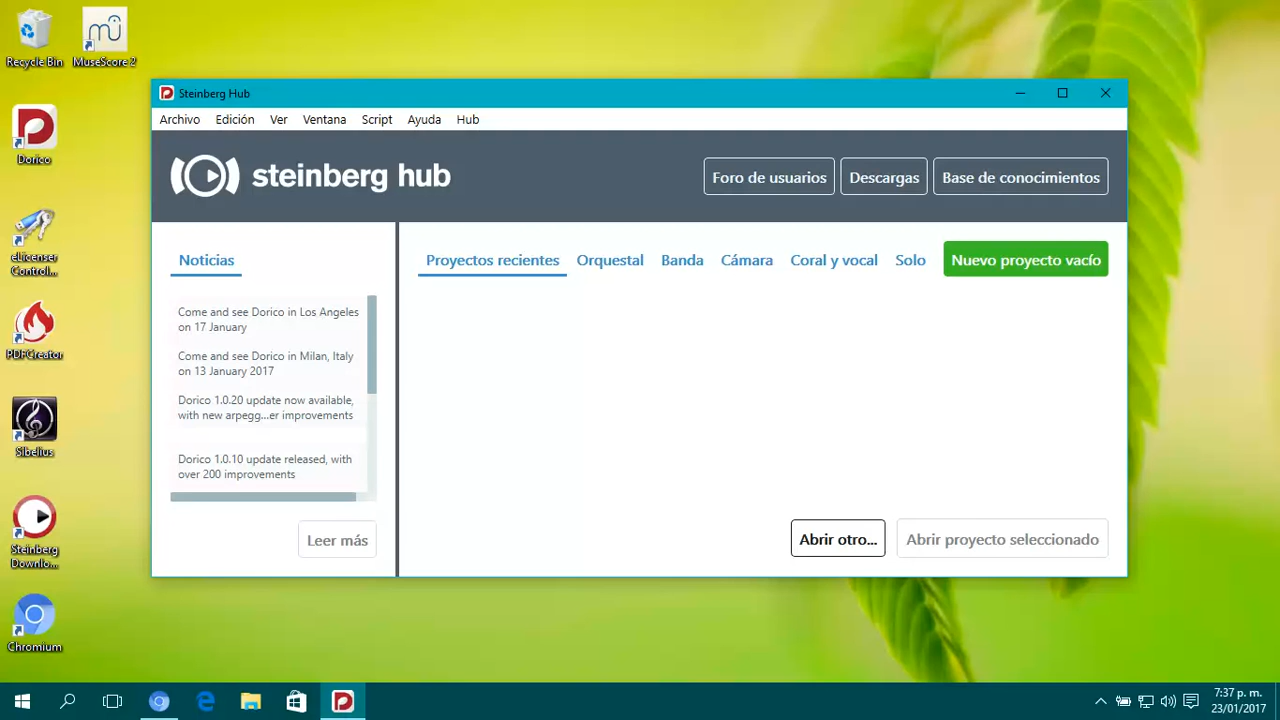 Recycle Bin
MuseScore 2
Dorico
eLicenser
Control...
PDFCreator
Sibelius
Steinberg
Downlo...
Chromium
Steinberg Hub
Archivo Edición Ver Ventana Script Ayuda Hub
steinberg hub
Foro de usuarios Descargas Base de conocimientos
Noticias
Come and see Dorico in Los Angeles
on 17 January
Come and see Dorico in Milan, Italy
on 13 January 2017
Dorico 1.0.20 update now available,
with new arpegg...er improvements
Dorico 1.0.10 update released, with
over 200 improvements
Leer más
Proyectos recientes Orquestal Banda Cámara Coral y vocal Solo Nuevo proyecto vacío
Abrir otro... Abrir proyecto seleccionado
7:37 p. m.
23/01/2017